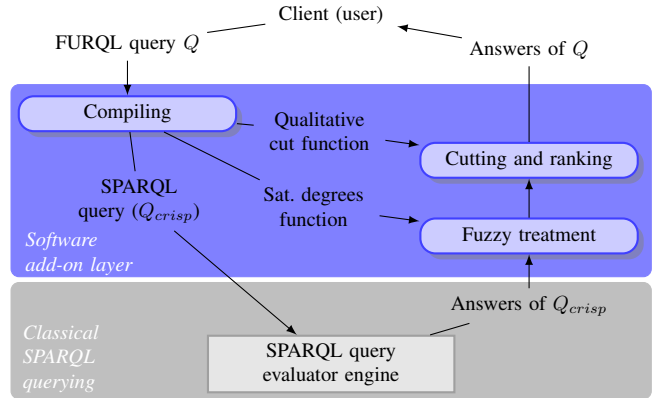 Client (user)
FURQL query Q
Answers of Q
Compiling
Qualitative
cut function
Cutting and ranking
SPARQL
query (Q_crisp)
Sat. degrees
function
Fuzzy treatment
Software
add-on layer
Answers of Q_crisp
Classical
SPARQL
querying
SPARQL query
evaluator engine